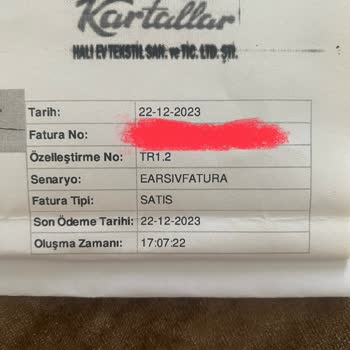 Kartallar
HALI EV TEKSTİL SAN. ve TİC. LTD. ŞTİ.
Tarih: 22-12-2023
Fatura No:
Özelleştirme No: TR1.2
Senaryo: EARSIVFATURA
Fatura Tipi: SATIS
Son Ödeme Tarihi: 22-12-2023
Oluşma Zamanı: 17:07:22